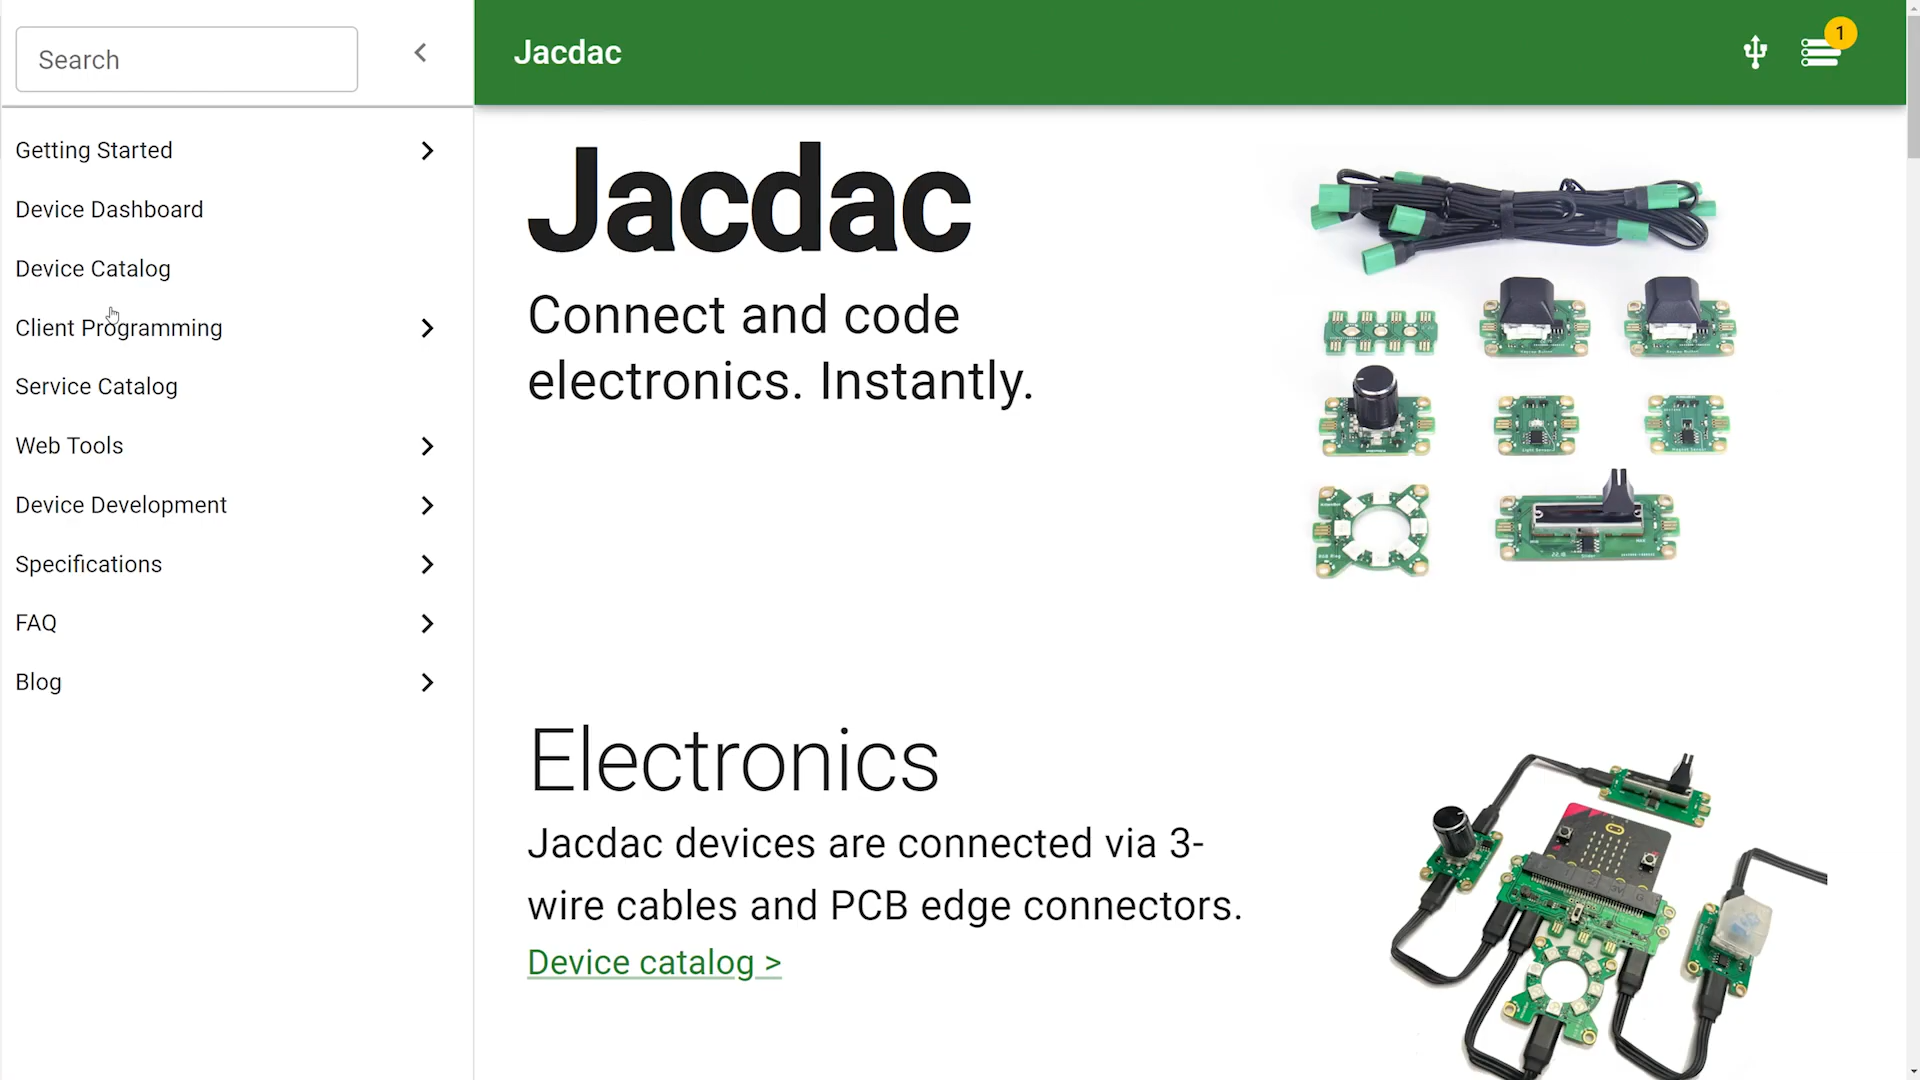 Search
Jacdac
1
Getting Started
Device Dashboard
Device Catalog
Client Programming
Service Catalog
Web Tools
Device Development
Specifications
FAQ
Blog
Jacdac
Connect and code
electronics. Instantly.
Electronics
Jacdac devices are connected via 3-
wire cables and PCB edge connectors.
Device catalog >